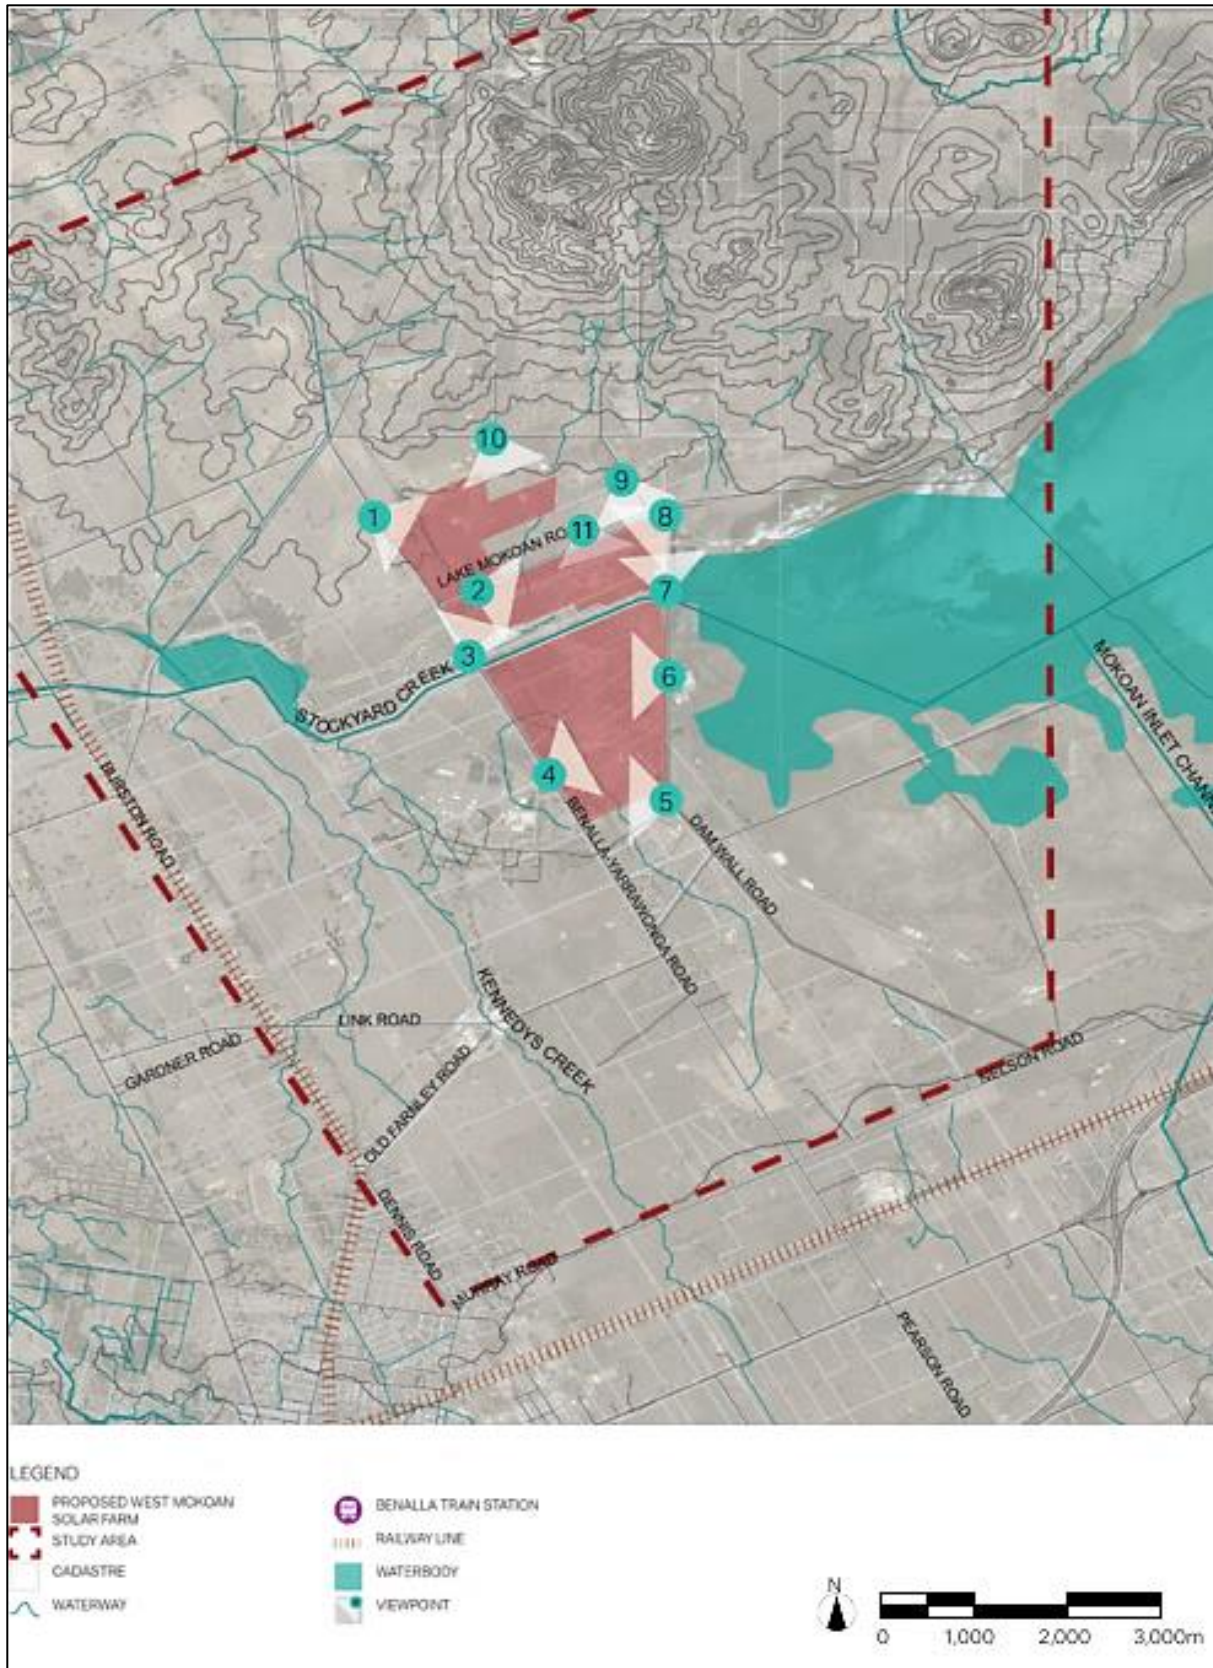 10
9
1
8
11
LAKE MOKOAN RO
2
7
3
6
STOCKYARD CREEK
MOKOAN INLET CHANN
4
5
BURSTON ROAD
BENALLA-YARRAWONGA ROAD
DAM WALL ROAD
KENNEDY'S CREEK
LINK ROAD
GARDNER ROAD
OLD FARNLEY ROAD
NELSON ROAD
DENNIS ROAD
MURRAY ROAD
PEARSON ROAD
LEGEND
PROPOSED WEST MOKOAN
SOLAR FARM
STUDY AREA
CADASTRE
WATERWAY
BENALLA TRAIN STATION
RAILWAY LINE
WATERBODY
VIEWPOINT
N
0 1,000 2,000 3,000m